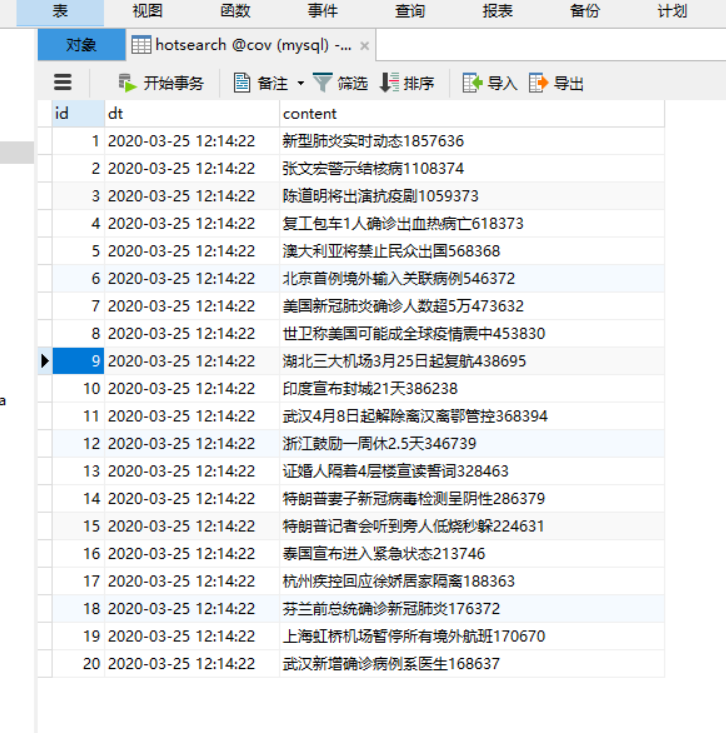 表 视图 函数 事件 查询 报表 备份 计划
对象 hotsearch @cov (mysql) -...
开始事务 备注 筛选 排序 导入 导出
id dt content
1 2020-03-25 12:14:22 新型肺炎实时动态1857636
2 2020-03-25 12:14:22 张文宏警示结核病1108374
3 2020-03-25 12:14:22 陈道明将出演抗疫剧1059373
4 2020-03-25 12:14:22 复工包车1人确诊出血热病亡618373
5 2020-03-25 12:14:22 澳大利亚将禁止民众出国568368
6 2020-03-25 12:14:22 北京首例境外输入关联病例546372
7 2020-03-25 12:14:22 美国新冠肺炎确诊人数超5万473632
8 2020-03-25 12:14:22 世卫称美国可能成全球疫情震中453830
9 2020-03-25 12:14:22 湖北三大机场3月25日起复航438695
10 2020-03-25 12:14:22 印度宣布封城21天386238
11 2020-03-25 12:14:22 武汉4月8日起解除离汉离鄂管控368394
12 2020-03-25 12:14:22 浙江鼓励一周休2.5天346739
13 2020-03-25 12:14:22 证婚人隔着4层楼宣读誓词328463
14 2020-03-25 12:14:22 特朗普妻子新冠病毒检测呈阴性286379
15 2020-03-25 12:14:22 特朗普记者会听到旁人低烧秒躲224631
16 2020-03-25 12:14:22 泰国宣布进入紧急状态213746
17 2020-03-25 12:14:22 杭州疾控回应徐娇居家隔离188363
18 2020-03-25 12:14:22 芬兰前总统确诊新冠肺炎176372
19 2020-03-25 12:14:22 上海虹桥机场暂停所有境外航班170670
20 2020-03-25 12:14:22 武汉新增确诊病例系医生168637
a